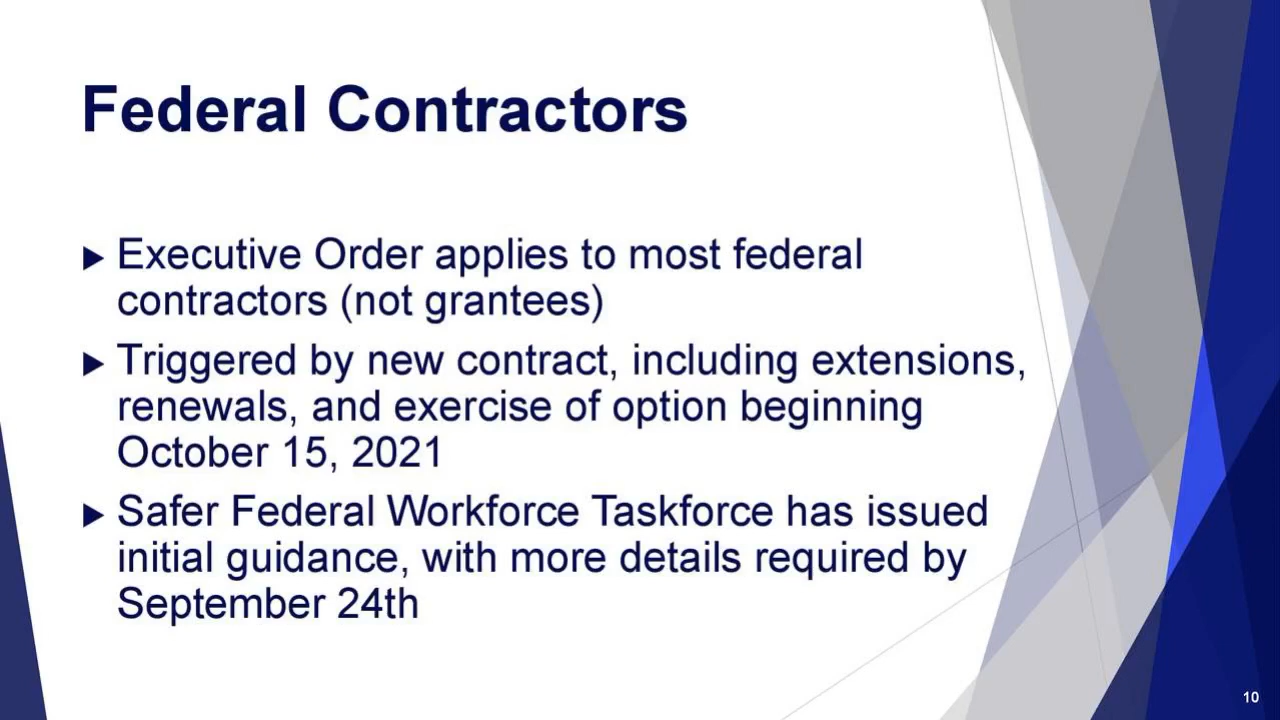 Federal Contractors
Executive Order applies to most federal
contractors (not grantees)
Triggered by new contract, including extensions,
renewals, and exercise of option beginning
October 15, 2021
Safer Federal Workforce Taskforce has issued
initial guidance, with more details required by
September 24th
10